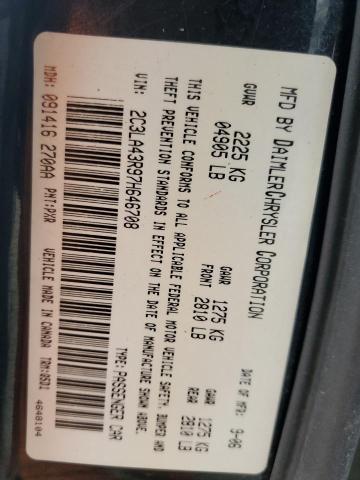 MFD BY DAIMLERCHRYSLER CORPORATION
DATE OF MFR: 9-06
GVWR 2225 KG
04905 LB
GAWR FRONT 1275 KG
2810 LB
GAWR REAR 1275 KG
2810 LB
THIS VEHICLE CONFORMS TO ALL APPLICABLE FEDERAL MOTOR VEHICLE SAFETY, BUMPER AND
THEFT PREVENTION STANDARDS IN EFFECT ON THE DATE OF MANUFACTURE SHOWN ABOVE.
VIN: 2C3LA43R97H646708
TYPE: PASSENGER CAR
MDH: 091416 270AA PNT: PXR
VEHICLE MADE IN CANADA TRM: D5D1
4648104